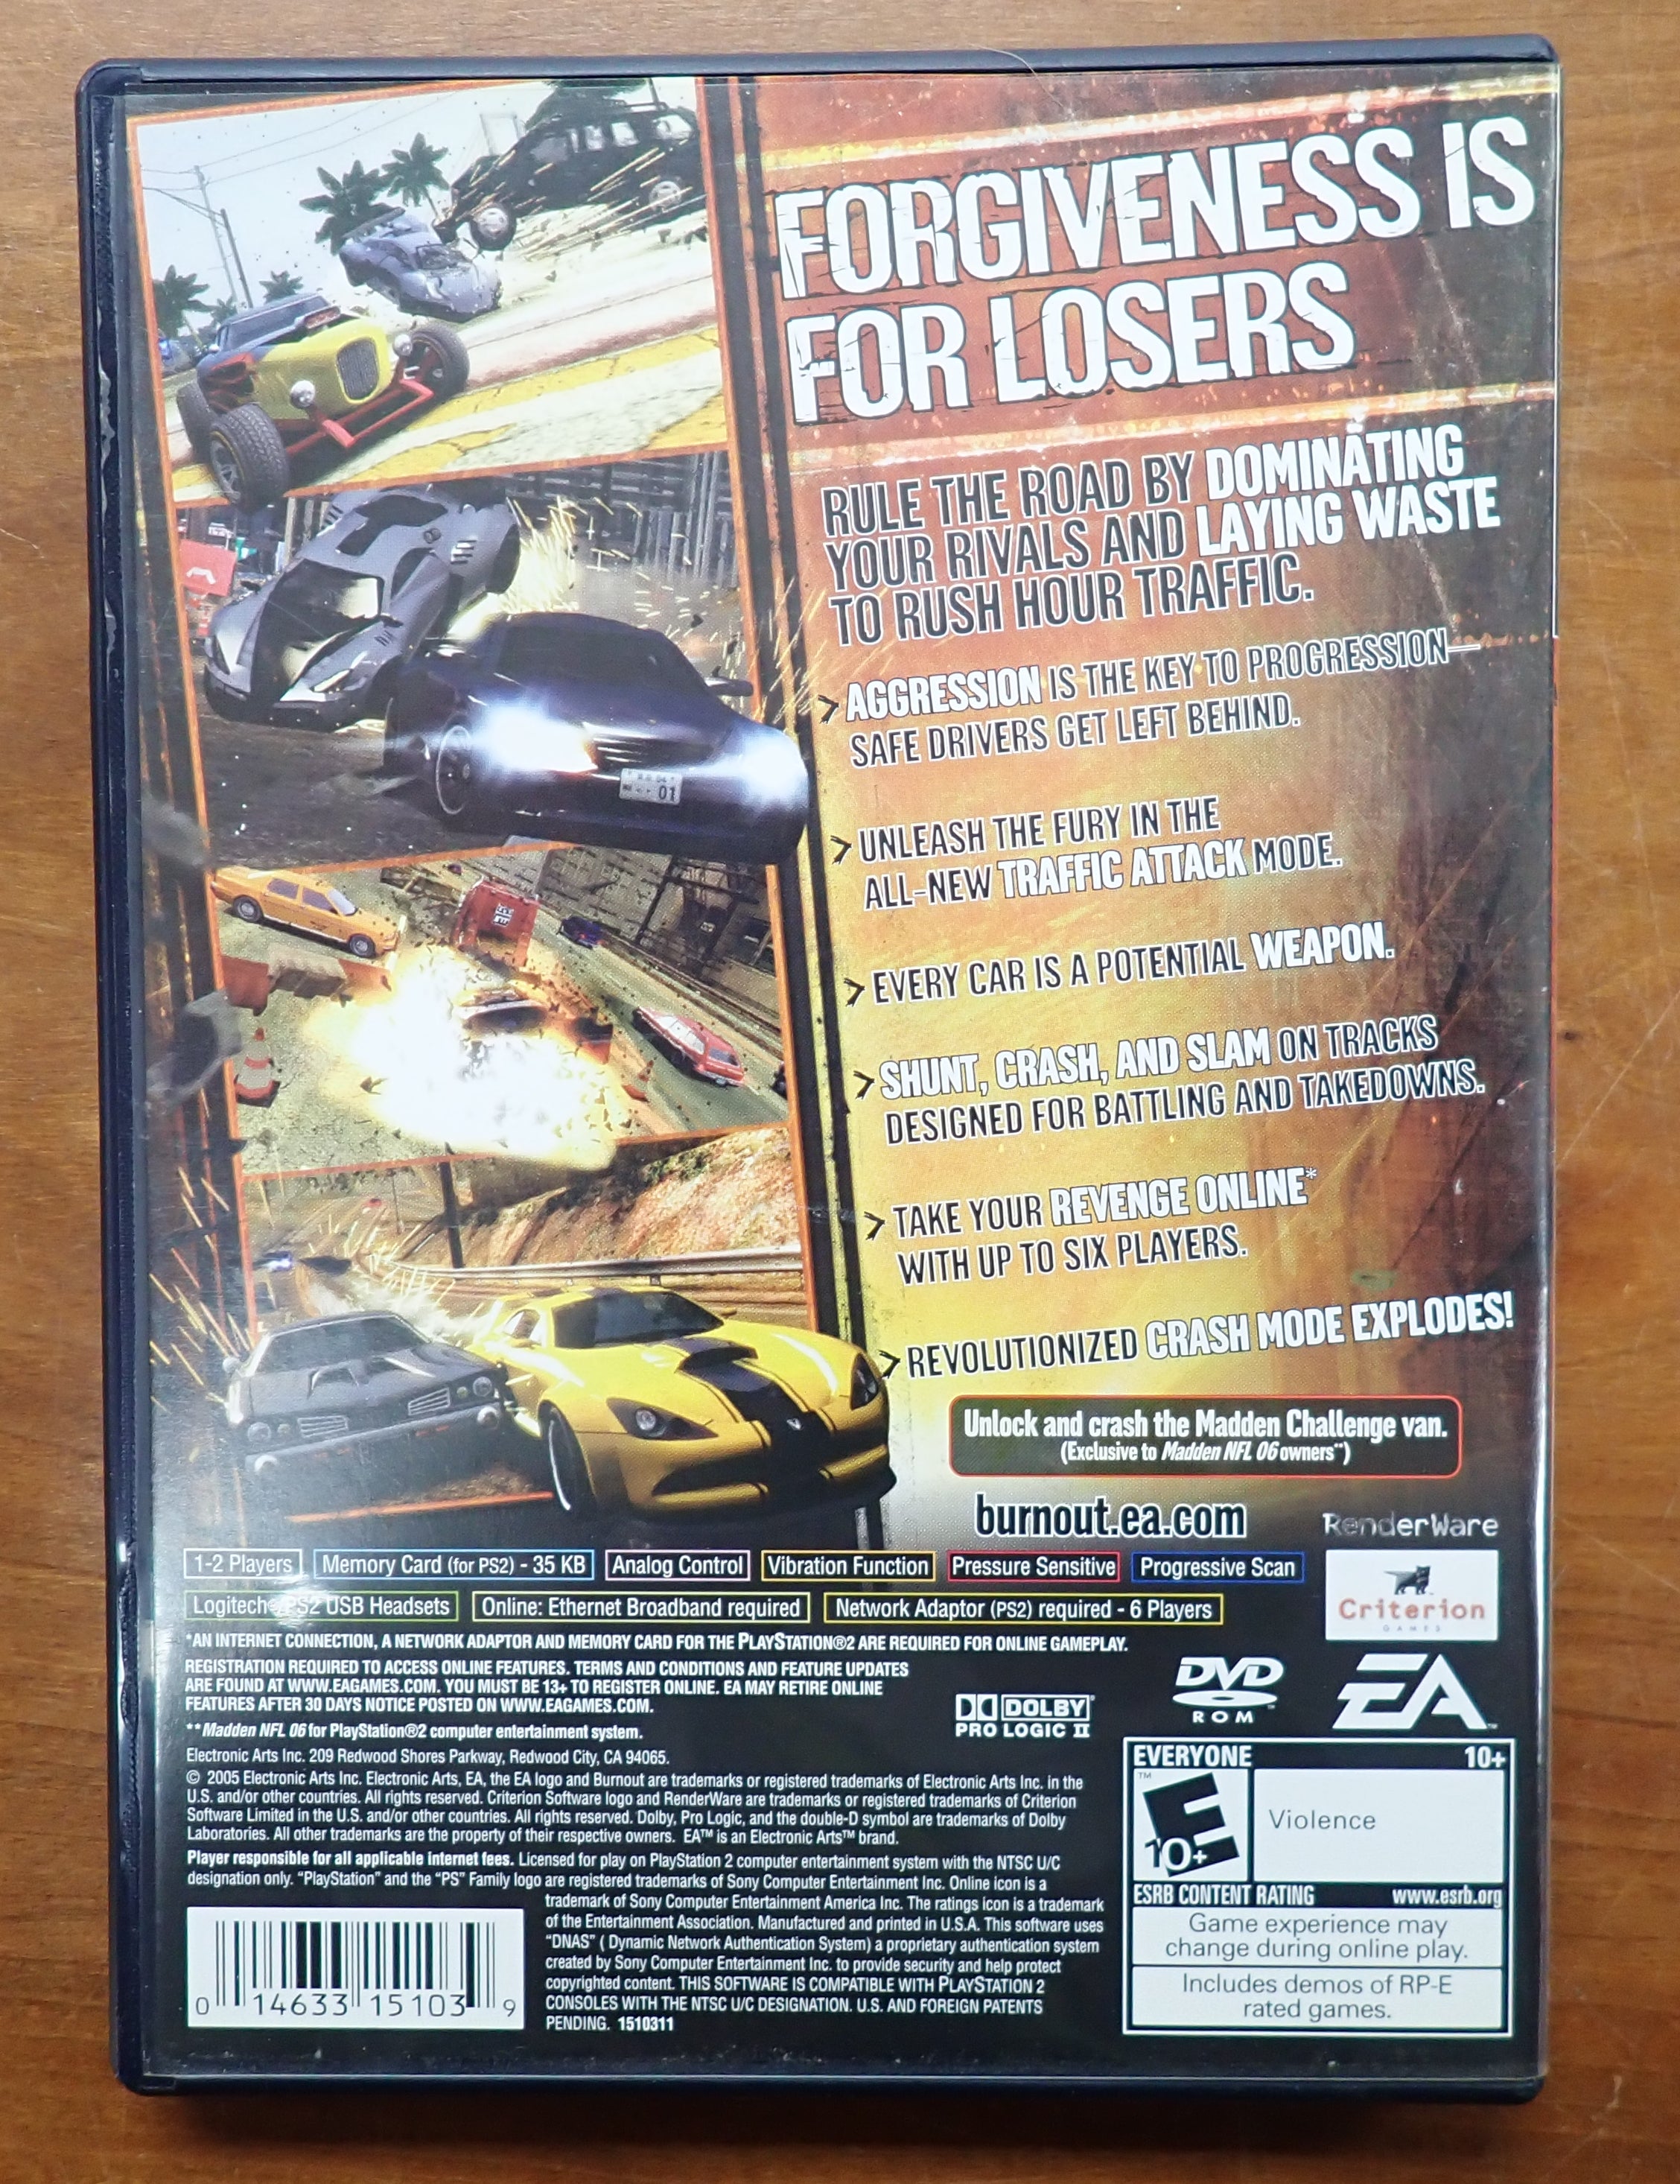 FORGIVENESS IS
FOR LOSERS
RULE THE ROAD BY DOMINATING
YOUR RIVALS AND LAYING WASTE
TO RUSH HOUR TRAFFIC.
AGGRESSION IS THE KEY TO PROGRESSION—
SAFE DRIVERS GET LEFT BEHIND.
UNLEASH THE FURY IN THE
ALL-NEW TRAFFIC ATTACK MODE.
EVERY CAR IS A POTENTIAL WEAPON.
SHUNT, CRASH, AND SLAM ON TRACKS
DESIGNED FOR BATTLING AND TAKEDOWNS.
TAKE YOUR REVENGE ONLINE*
WITH UP TO SIX PLAYERS.
REVOLUTIONIZED CRASH MODE EXPLODES!
Unlock and crash the Madden Challenge van.
(Exclusive to Madden NFL 06 owners**)
burnout.ea.com
RenderWare
01
1-2 Players Memory Card (for PS2) - 35 KB Analog Control Vibration Function Pressure Sensitive Progressive Scan
Logitech® PS2 USB Headsets Online: Ethernet Broadband required Network Adaptor (PS2) required - 6 Players
Criterion
GAMES
*AN INTERNET CONNECTION, A NETWORK ADAPTOR AND MEMORY CARD FOR THE PLAYSTATION®2 ARE REQUIRED FOR ONLINE GAMEPLAY.
REGISTRATION REQUIRED TO ACCESS ONLINE FEATURES. TERMS AND CONDITIONS AND FEATURE UPDATES
ARE FOUND AT WWW.EAGAMES.COM. YOU MUST BE 13+ TO REGISTER ONLINE. EA MAY RETIRE ONLINE
FEATURES AFTER 30 DAYS NOTICE POSTED ON WWW.EAGAMES.COM.
**Madden NFL 06 for PlayStation®2 computer entertainment system.
DOLBY
PRO LOGIC II
DVD
ROM
EA™
Electronic Arts Inc. 209 Redwood Shores Parkway, Redwood City, CA 94065.
© 2005 Electronic Arts Inc. Electronic Arts, EA, the EA logo and Burnout are trademarks or registered trademarks of Electronic Arts Inc. in the
U.S. and/or other countries. All rights reserved. Criterion Software logo and RenderWare are trademarks or registered trademarks of Criterion
Software Limited in the U.S. and/or other countries. All rights reserved. Dolby, Pro Logic, and the double-D symbol are trademarks of Dolby
Laboratories. All other trademarks are the property of their respective owners. EA™ is an Electronic Arts™ brand.
Player responsible for all applicable internet fees. Licensed for play on PlayStation 2 computer entertainment system with the NTSC U/C
designation only. “PlayStation” and the “PS” Family logo are registered trademarks of Sony Computer Entertainment Inc. Online icon is a
trademark of Sony Computer Entertainment America Inc. The ratings icon is a trademark
of the Entertainment Association. Manufactured and printed in U.S.A. This software uses
“DNAS” ( Dynamic Network Authentication System) a proprietary authentication system
created by Sony Computer Entertainment Inc. to provide security and help protect
copyrighted content. THIS SOFTWARE IS COMPATIBLE WITH PLAYSTATION 2
CONSOLES WITH THE NTSC U/C DESIGNATION. U.S. AND FOREIGN PATENTS
PENDING. 1510311
0 14633 15103 9
EVERYONE 10+
™
E
10+
Violence
ESRB CONTENT RATING www.esrb.org
Game experience may
change during online play.
Includes demos of RP-E
rated games.